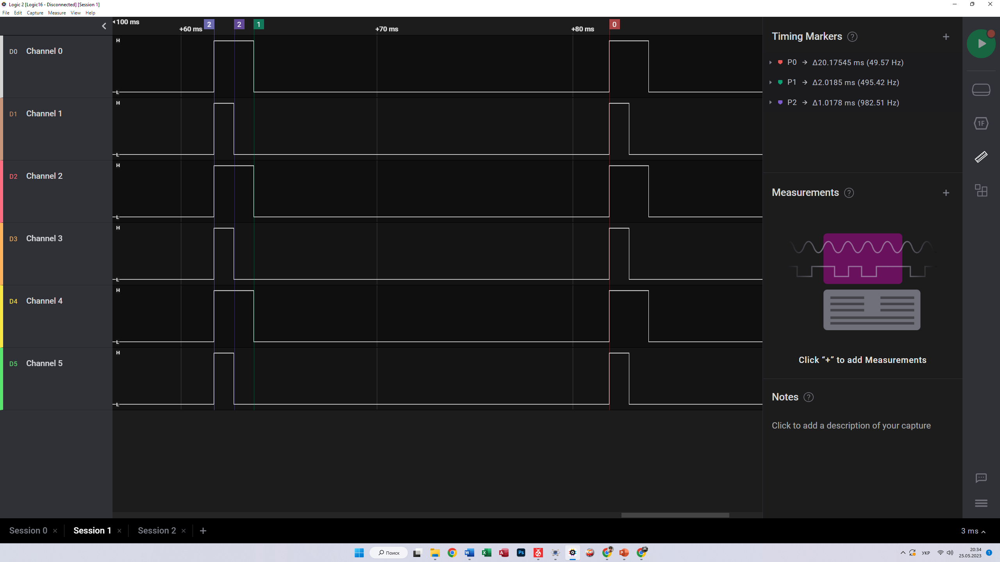 Logic 2 [Logic16 - Disconnected] [Session 1]
File Edit Capture Measure View Help
100 ms
+60 ms +70 ms +80 ms
2 2 1 0
D0 Channel 0
H
L
D1 Channel 1
H
L
D2 Channel 2
H
L
D3 Channel 3
H
L
D4 Channel 4
H
L
D5 Channel 5
H
L
Timing Markers ?
P0 → Δ20.17545 ms (49.57 Hz)
P1 → Δ2.0185 ms (495.42 Hz)
P2 → Δ1.0178 ms (982.51 Hz)
1F
Measurements ?
Click “+” to add Measurements
Notes ?
Click to add a description of your capture
Session 0 × Session 1 × Session 2 × +
3 ms
Поиск
W X A Ps P
УКР
20:34
25.05.2023
1